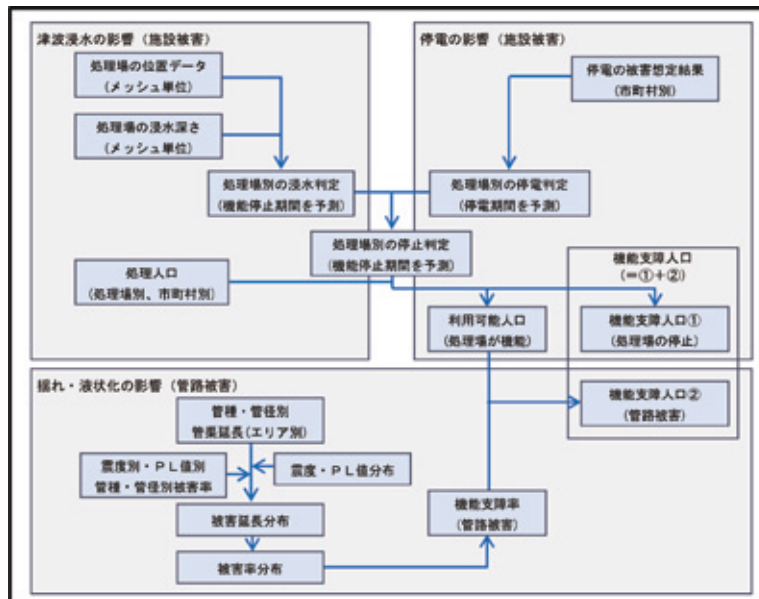 津波浸水の影響（施設被害）
処理場の位置データ
（メッシュ単位）
処理場の浸水深さ
（メッシュ単位）
処理場別の浸水判定
（機能停止期間を予測）
停電の影響（施設被害）
停電の被害想定結果
（市町村別）
処理場別の停電判定
（停電期間を予測）
処理場別の停止判定
（機能停止期間を予測）
処理人口
（処理場別、市町村別）
機能支障人口
（＝①＋②）
利用可能人口
（処理場が機能）
機能支障人口①
（処理場の停止）
機能支障人口②
（管路被害）
揺れ・液状化の影響（管路被害）
管種・管径別
管渠延長（エリア別）
震度別・ＰＬ値別
管種・管径別被害率
震度・ＰＬ値分布
被害延長分布
被害率分布
機能支障率
（管路被害）